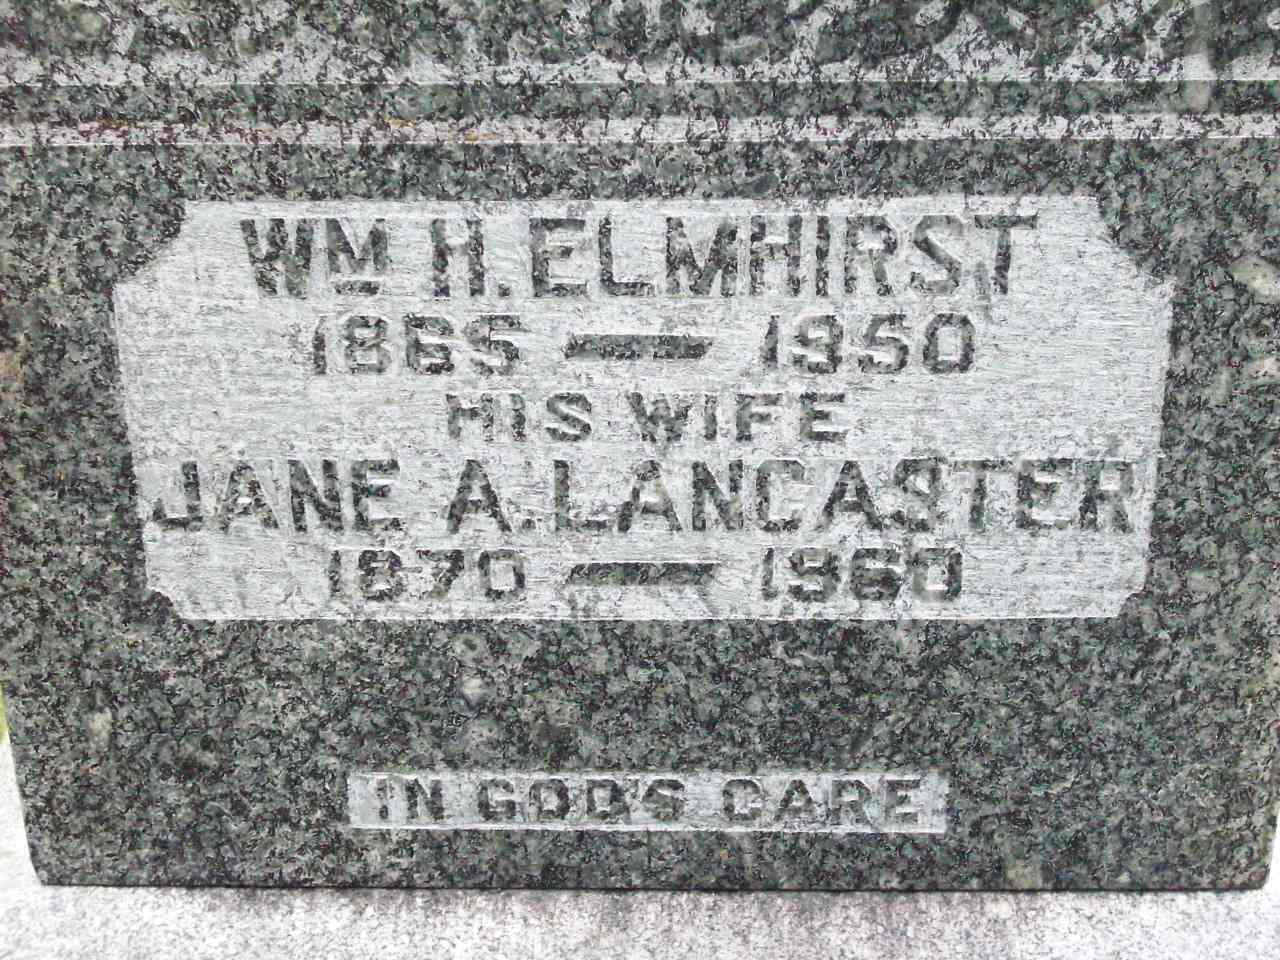 WM H. ELMHIRST
1865 — 1950
HIS WIFE
JANE A. LANCASTER
1870 — 1960
IN GOD'S CARE